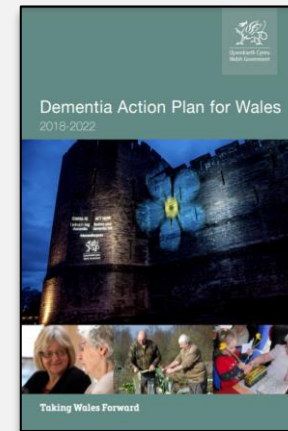 Llywodraeth Cymru
Welsh Government
Dementia Action Plan for Wales
2018-2022
Taking Wales Forward